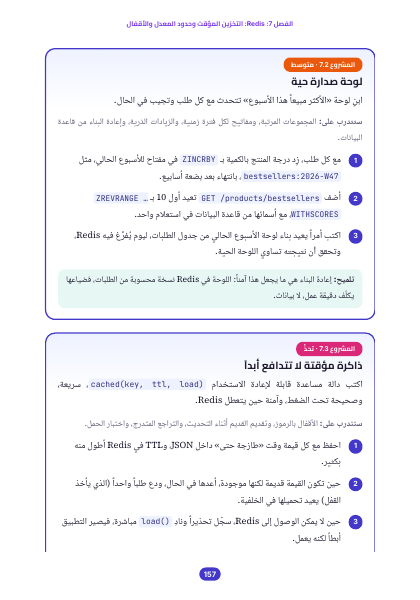 الفصل 7: Redis: التخزين المؤقت وحدود المعدل والأقفال
المشروع 7.2 · متوسط
لوحة صدارة حية
ابنِ لوحة «الأكثر مبيعاً هذا الأسبوع» تتحدث مع كل طلب وتجيب في الحال.
ستتدرب على: المجموعات المرتبة، ومفاتيح لكل فترة زمنية، والزيادات الذرية، وإعادة البناء من قاعدة
البيانات.
1 مع كل طلب، زِد درجة المنتج بالكمية بـ ZINCRBY في مفتاح للأسبوع الحالي، مثل
bestsellers:2026-W47، بانتهاء بعد بضعة أسابيع.
2 أضف GET /products/bestsellers تعيد أول 10 بـ ZREVRANGE …
WITHSCORES، مع أسمائها من قاعدة البيانات في استعلام واحد.
3 اكتب أمراً يعيد بناء لوحة الأسبوع الحالي من جدول الطلبات، ليوم يُفرَّغ فيه Redis،
وتحقق أن نتيجته تساوي اللوحة الحية.
تلميح: إعادة البناء هي ما يجعل هذا آمناً: اللوحة في Redis نسخة محسوبة من الطلبات، فضياعها
يكلّف دقيقة عمل، لا بيانات.
المشروع 7.3 · تحدٍّ
ذاكرة مؤقتة لا تتدافع أبداً
اكتب دالة مساعدة قابلة لإعادة الاستخدام cached(key, ttl, load)، سريعة،
وصحيحة تحت الضغط، وآمنة حين يتعطل Redis.
ستتدرب على: الأقفال بالرموز، وتقديم القديم أثناء التحديث، والتراجع المتدرج، واختبار الحمل.
1 احفظ مع كل قيمة وقت «طازجة حتى» داخل JSON وTTL في Redis أطول منه
بكثير.
2 حين تكون القيمة قديمة لكنها موجودة، أعدها في الحال، ودع طلباً واحداً (الذي يأخذ
القفل) يعيد تحميلها في الخلفية.
3 حين لا يمكن الوصول إلى Redis، سجّل تحذيراً ونادِ load() مباشرة، فيصير التطبيق
أبطأ لكنه يعمل.
157